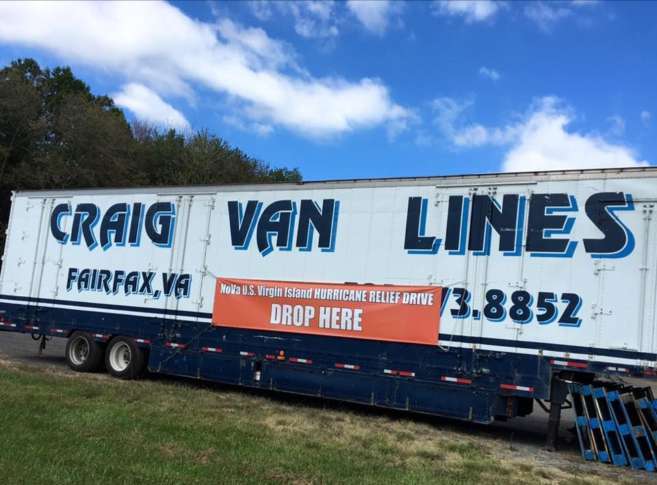 CRAIG VAN LINES
FAIRFAX, VA
3.8852
NoVa U.S. Virgin Island HURRICANE RELIEF DRIVE
DROP HERE